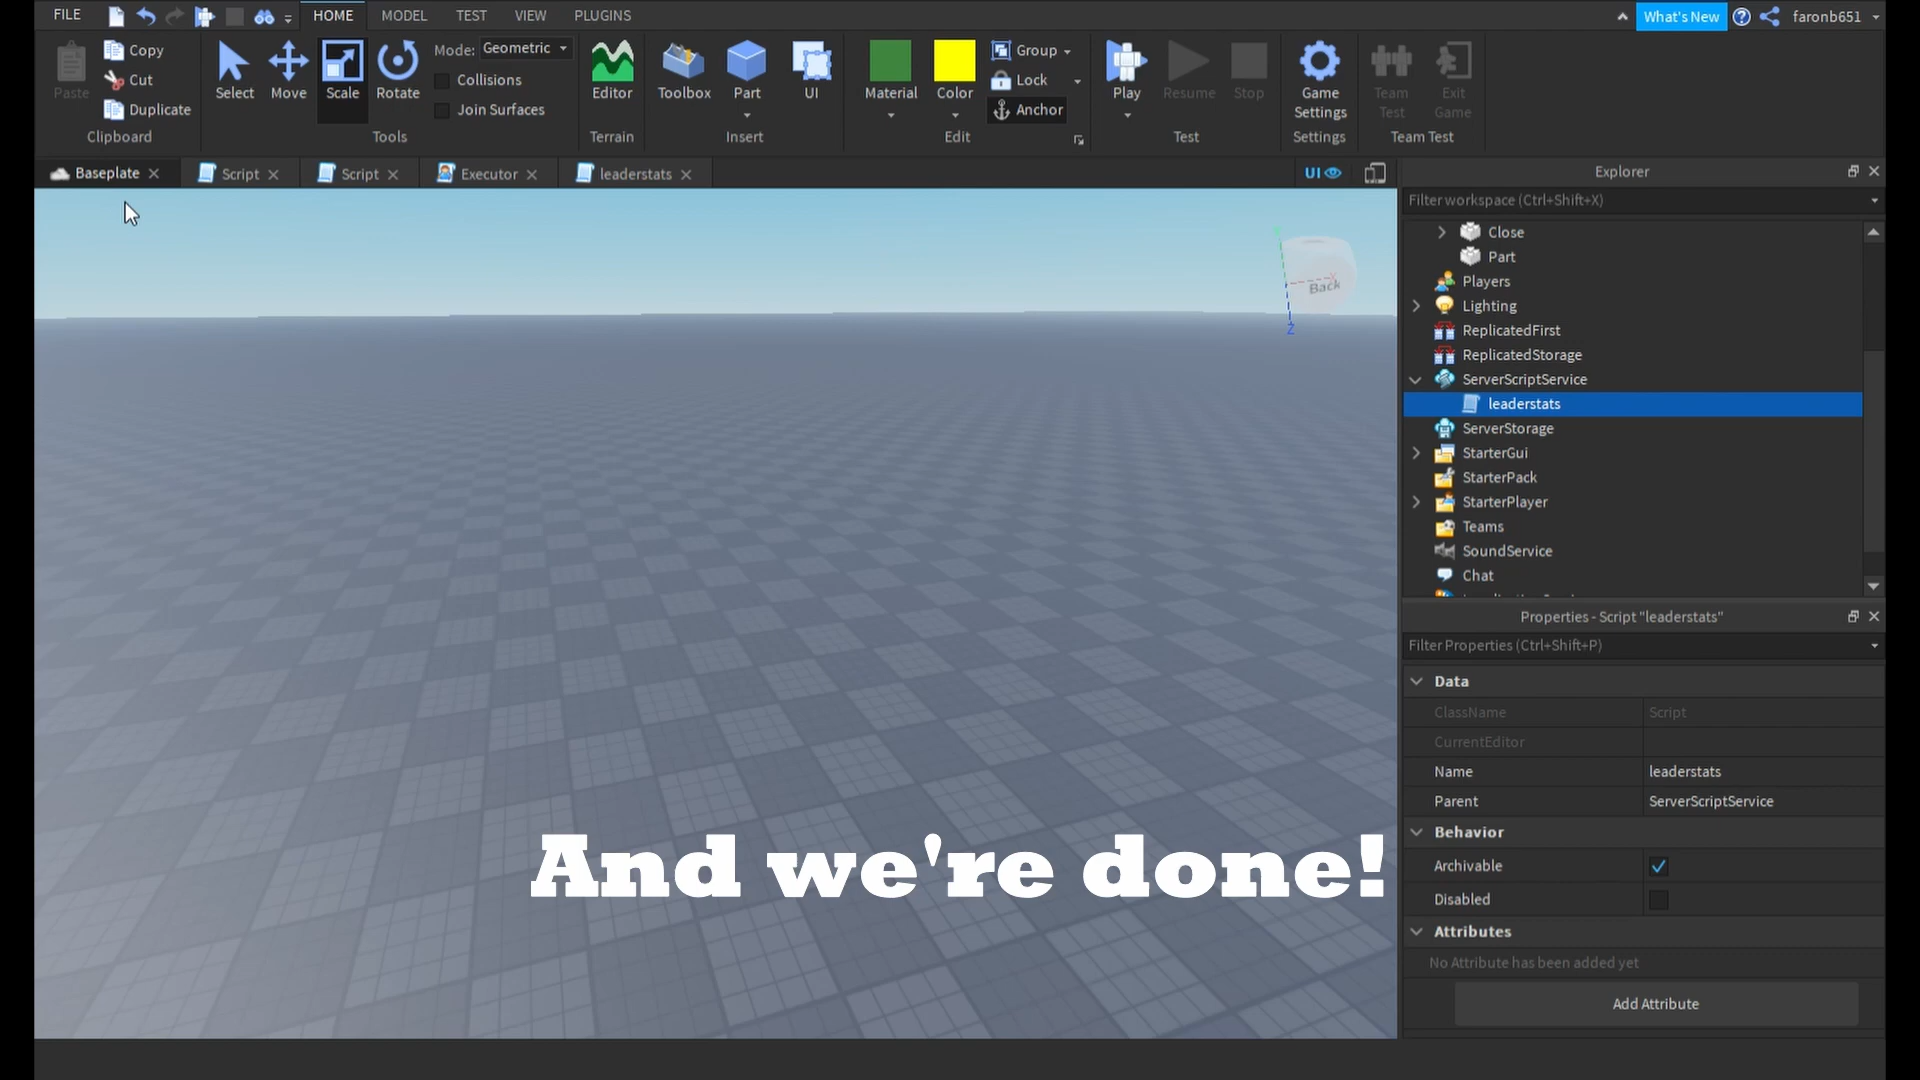 FILE
HOME
MODEL
TEST
VIEW
PLUGINS
What's New
faronb651
Paste
Copy
Cut
Duplicate
Clipboard
Select
Move
Scale
Rotate
Mode: Geometric
Collisions
Join Surfaces
Tools
Editor
Terrain
Toolbox
Part
UI
Insert
Material
Color
Group
Lock
Anchor
Edit
Play
Resume
Stop
Test
Game
Settings
Settings
Team
Test
Exit
Game
Team Test
Baseplate
Script
Script
Executor
leaderstats
UI
Back
Z
And we're done!
Explorer
Filter workspace (Ctrl+Shift+X)
Close
Part
Players
Lighting
ReplicatedFirst
ReplicatedStorage
ServerScriptService
leaderstats
ServerStorage
StarterGui
StarterPack
StarterPlayer
Teams
SoundService
Chat
Properties - Script "leaderstats"
Filter Properties (Ctrl+Shift+P)
Data
ClassName Script
CurrentEditor
Name leaderstats
Parent ServerScriptService
Behavior
Archivable
Disabled
Attributes
No Attribute has been added yet
Add Attribute